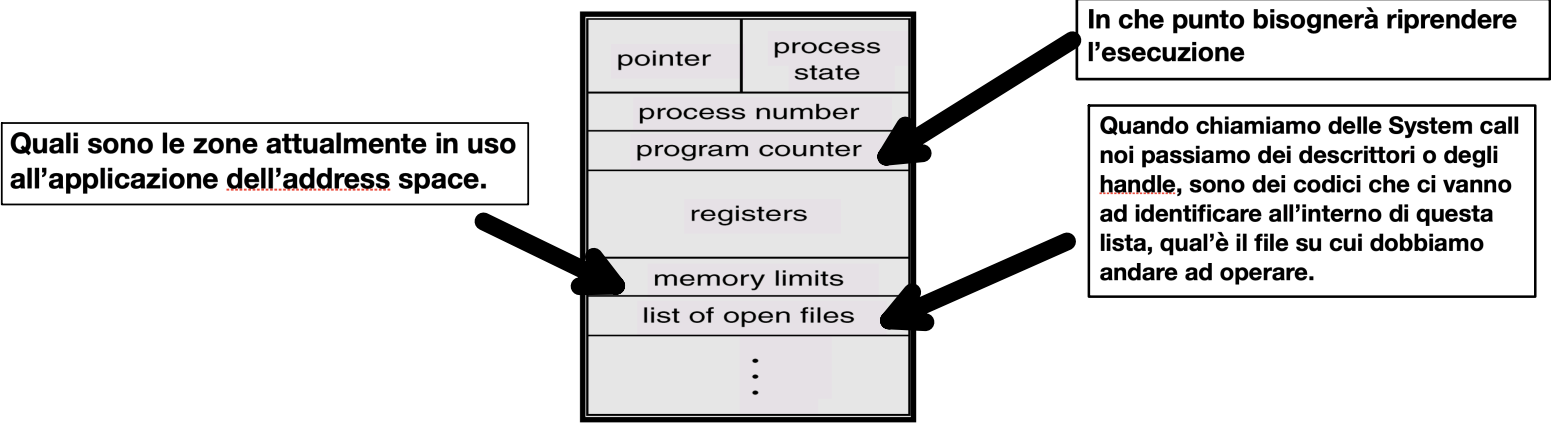 In che punto bisognerà riprendere
l'esecuzione
pointer
process
state
process number
program counter
Quali sono le zone attualmente in uso
all'applicazione dell'address space.
Quando chiamiamo delle System call
noi passiamo dei descrittori o degli
handle, sono dei codici che ci vanno
ad identificare all'interno di questa
lista, qual'è il file su cui dobbiamo
andare ad operare.
registers
memory limits
list of open files